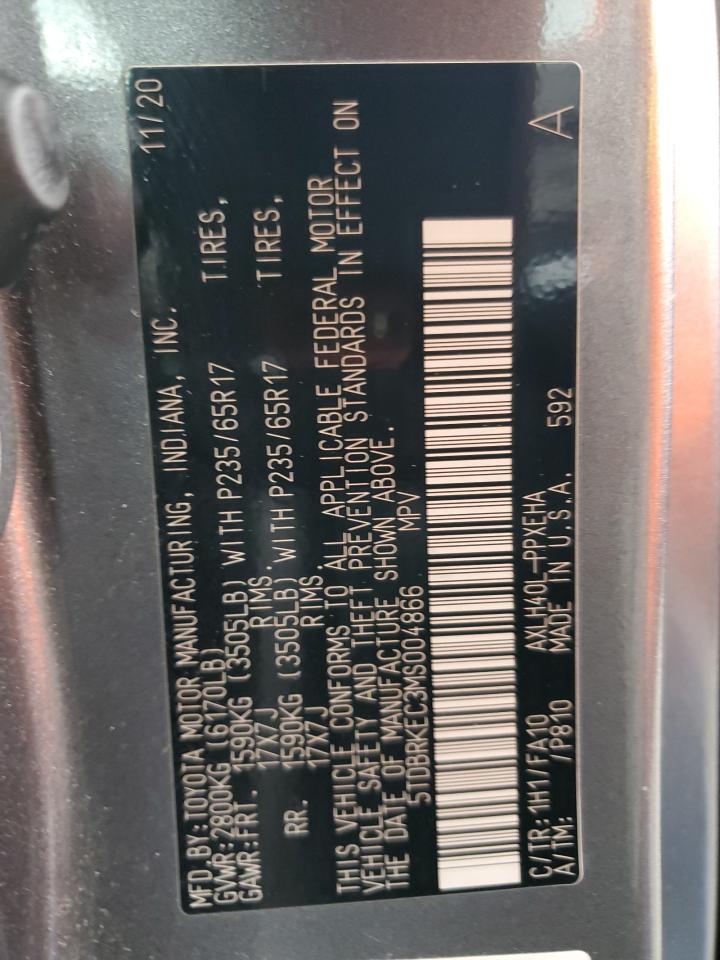 MFD.BY:TOYOTA MOTOR MANUFACTURING, INDIANA, INC. 11/20
GVWR:2800KG (6170LB)
GAWR:FRT. 1590KG (3505LB) WITH P235/65R17 TIRES,
17X7J RIMS.
RR. 1590KG (3505LB) WITH P235/65R17 TIRES,
17X7J RIMS.
THIS VEHICLE CONFORMS TO ALL APPLICABLE FEDERAL MOTOR
VEHICLE SAFETY AND THEFT PREVENTION STANDARDS IN EFFECT ON
THE DATE OF MANUFACTURE SHOWN ABOVE.
5TDBRKEC3MS004866 MPV
C/TR:1H1/FA10 AXLH40L-PPXEHA
A/TM: /P810 MADE IN U.S.A. 592 A